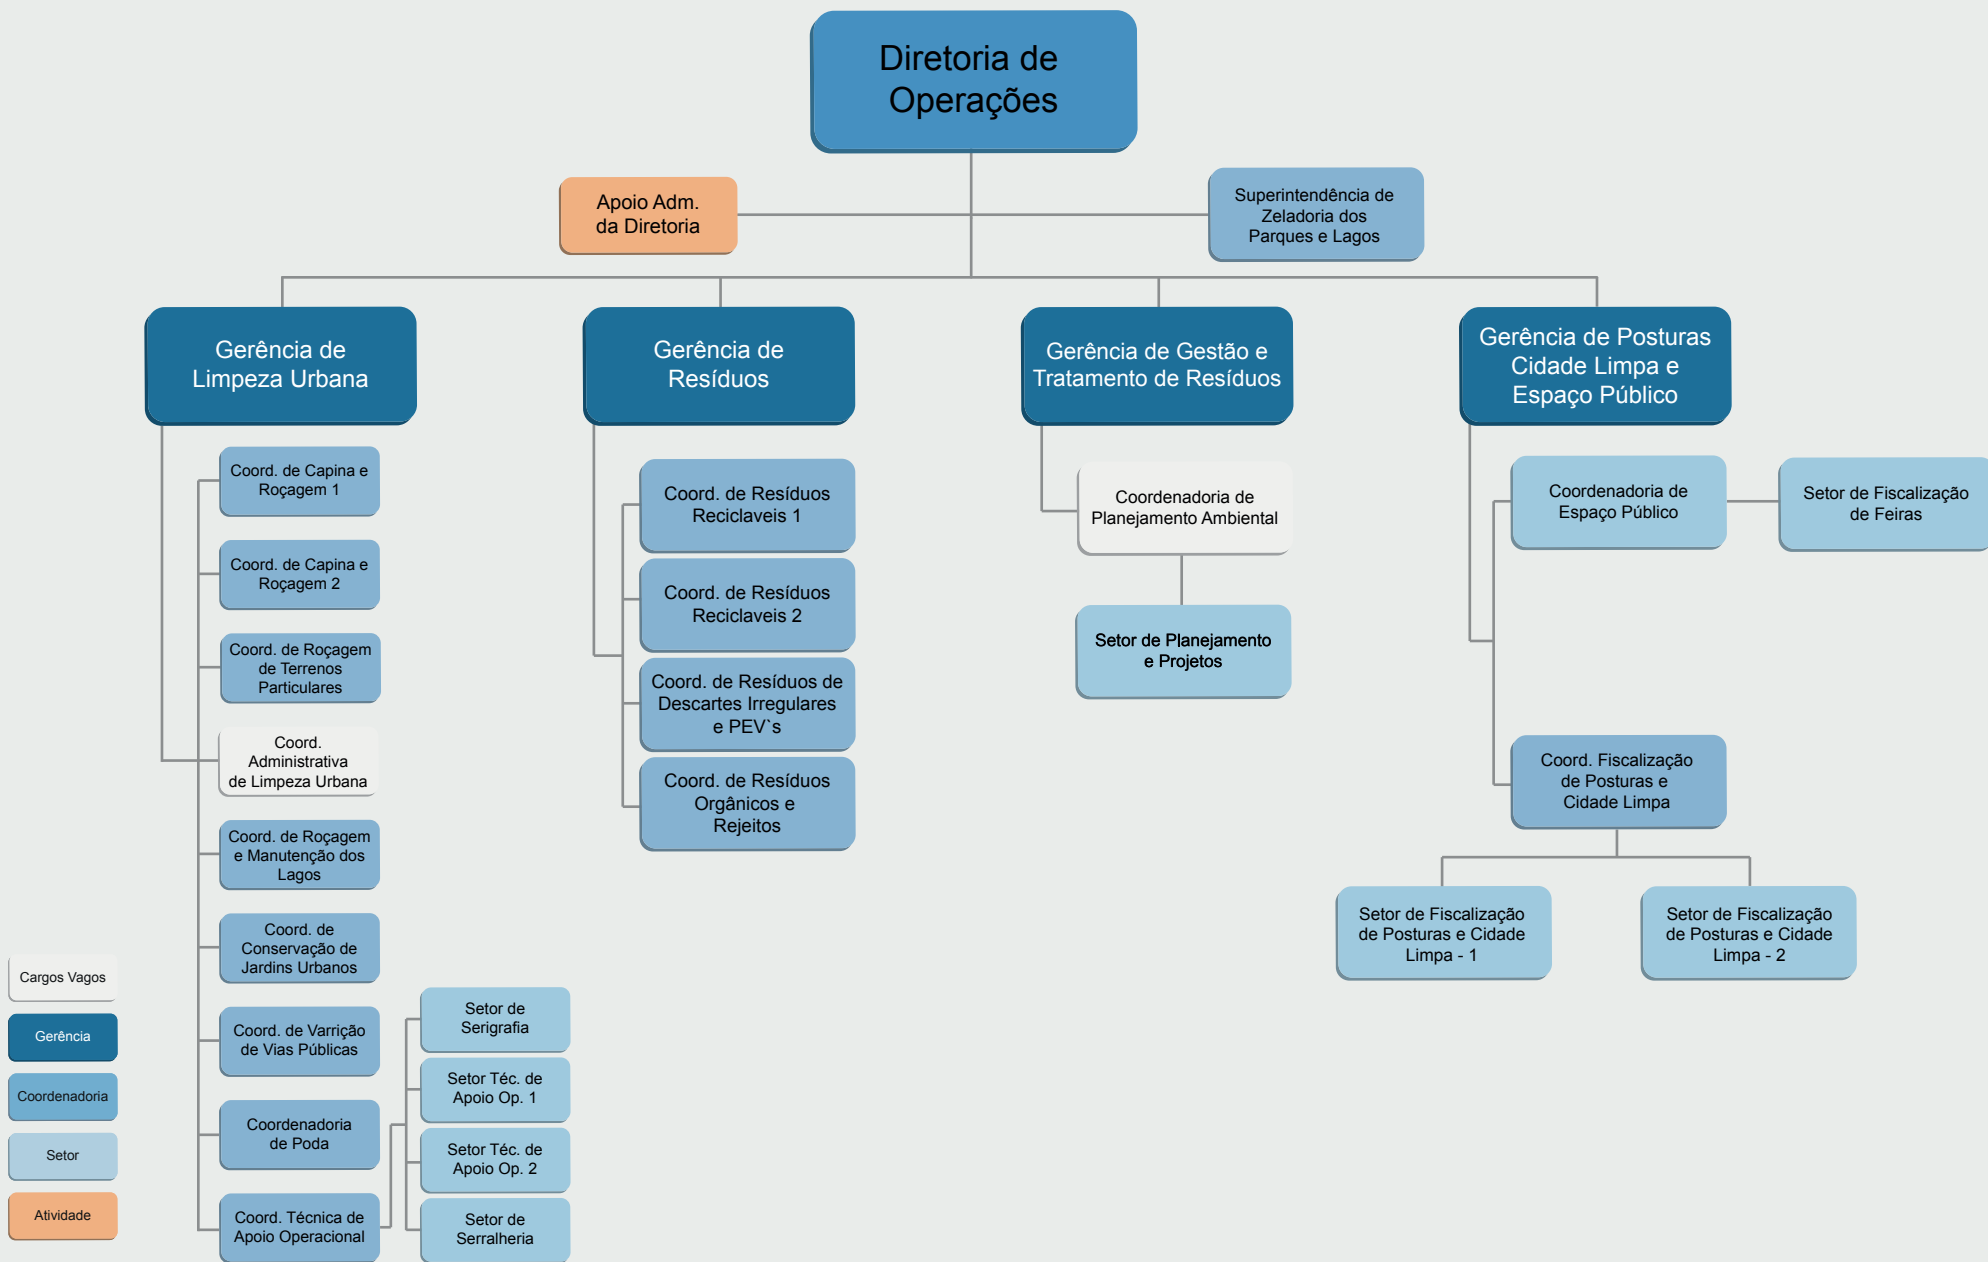 Diretoria de
Operações
Apoio Adm.
da Diretoria
Superintendência de
Zeladoria dos
Parques e Lagos
Gerência de
Limpeza Urbana
Gerência de
Resíduos
Gerência de Gestão e
Tratamento de Resíduos
Gerência de Posturas
Cidade Limpa e
Espaço Público
Coord. de Capina e
Roçagem 1
Coord. de Capina e
Roçagem 2
Coord. de Roçagem
de Terrenos
Particulares
Coord.
Administrativa
de Limpeza Urbana
Coord. de Roçagem
e Manutenção dos
Lagos
Coord. de
Conservação de
Jardins Urbanos
Coord. de Varrição
de Vias Públicas
Coordenadoria
de Poda
Coord. Técnica de
Apoio Operacional
Setor de
Serigrafia
Setor Téc. de
Apoio Op. 1
Setor Téc. de
Apoio Op. 2
Setor de
Serralheria
Coord. de Resíduos
Reciclaveis 1
Coord. de Resíduos
Reciclaveis 2
Coord. de Resíduos de
Descartes Irregulares
e PEV`s
Coord. de Resíduos
Orgânicos e
Rejeitos
Coordenadoria de
Planejamento Ambiental
Setor de Planejamento
e Projetos
Coordenadoria de
Espaço Público
Setor de Fiscalização
de Feiras
Coord. Fiscalização
de Posturas e
Cidade Limpa
Setor de Fiscalização
de Posturas e Cidade
Limpa - 1
Setor de Fiscalização
de Posturas e Cidade
Limpa - 2
Cargos Vagos
Gerência
Coordenadoria
Setor
Atividade